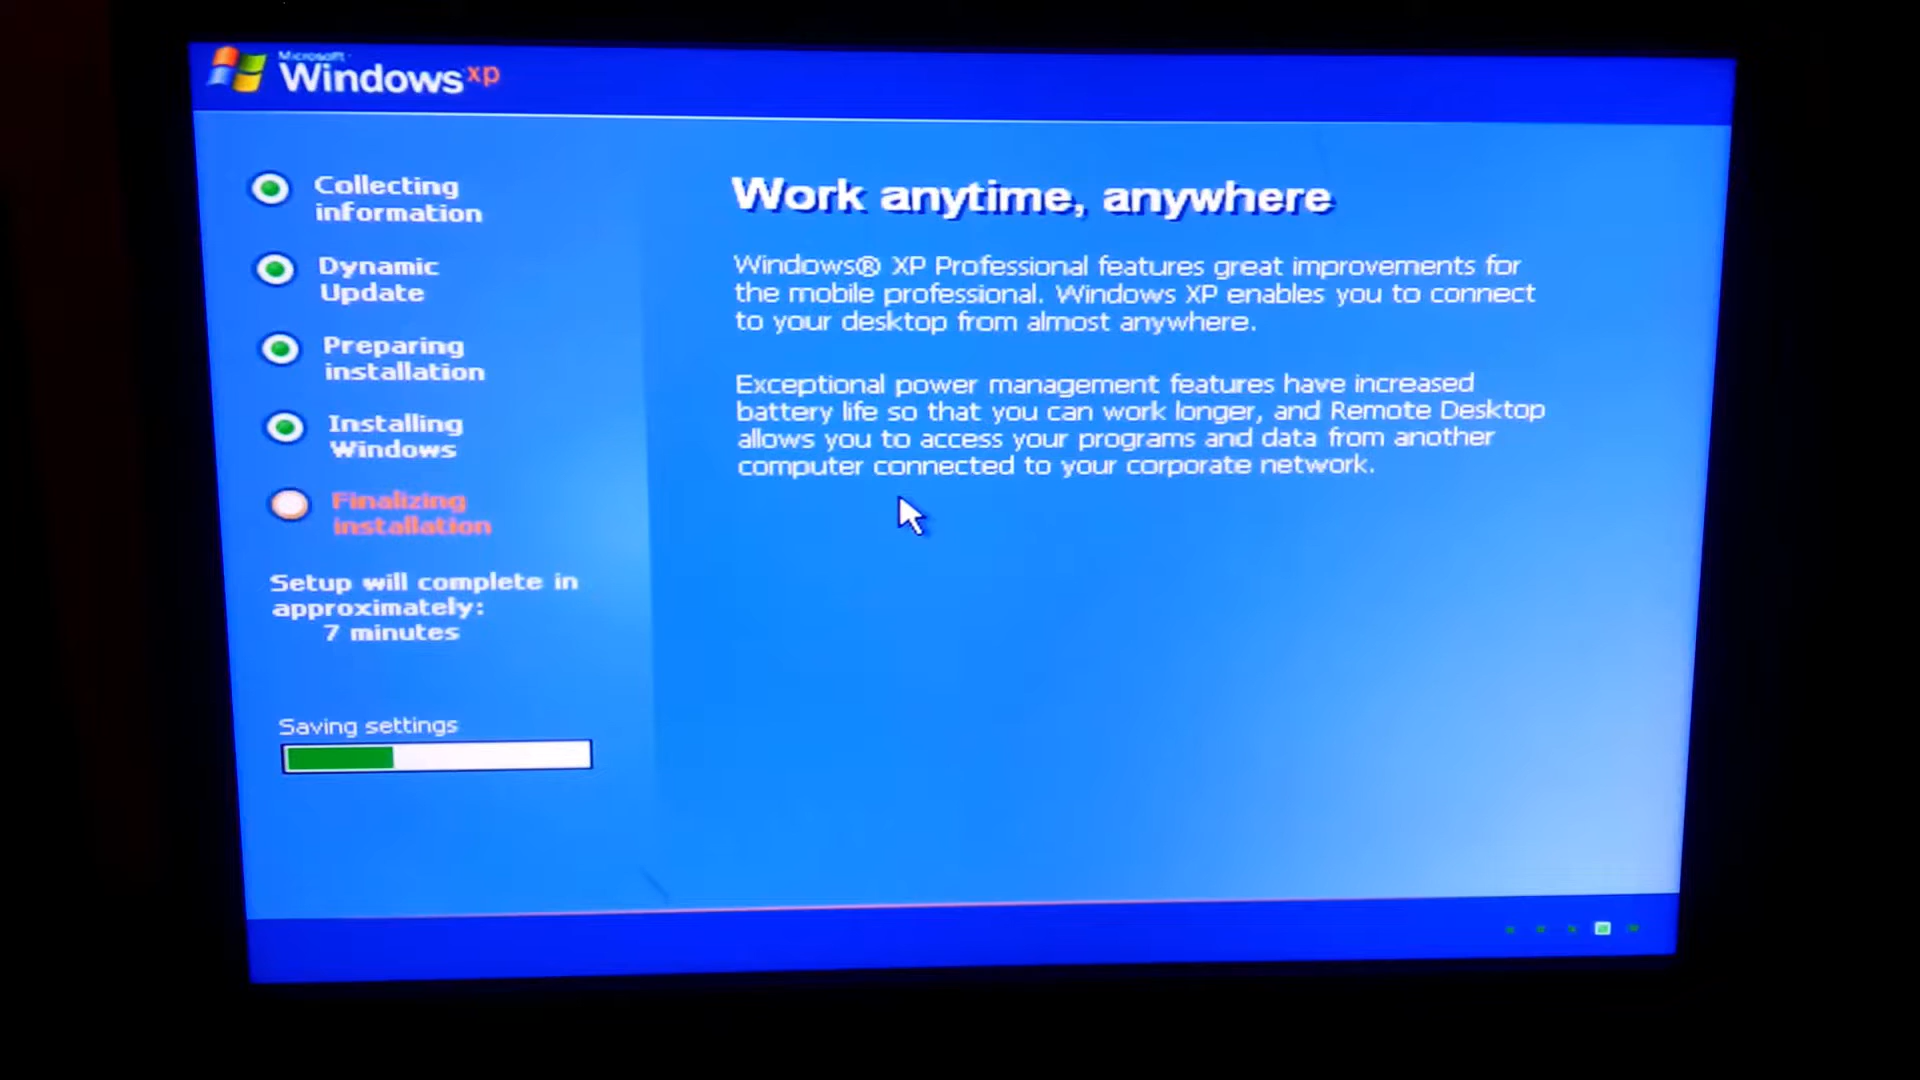 Microsoft
Windows xp
Collecting
information
Dynamic
Update
Preparing
installation
Installing
Windows
Finalizing
installation
Setup will complete in
approximately:
7 minutes
Saving settings
Work anytime, anywhere
Windows® XP Professional features great improvements for
the mobile professional. Windows XP enables you to connect
to your desktop from almost anywhere.
Exceptional power management features have increased
battery life so that you can work longer, and Remote Desktop
allows you to access your programs and data from another
computer connected to your corporate network.